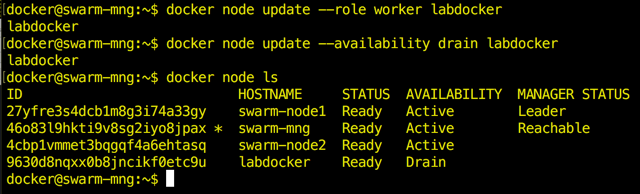 [docker@swarm-mng:~$ docker node update --role worker labdocker
labdocker
[docker@swarm-mng:~$ docker node update --availability drain labdocker
labdocker
[docker@swarm-mng:~$ docker node ls
ID HOSTNAME STATUS AVAILABILITY MANAGER STATUS
27yfre3s4dcb1m8g3i74a33gy swarm-node1 Ready Active Leader
46o83l9hkti9v8sg2iyo8jpax * swarm-mng Ready Active Reachable
4cbp1vmmet3bqgqf4a6ehtasq swarm-node2 Ready Active
9630d8nqxx0b8jncikf0etc9u labdocker Ready Drain
docker@swarm-mng:~$